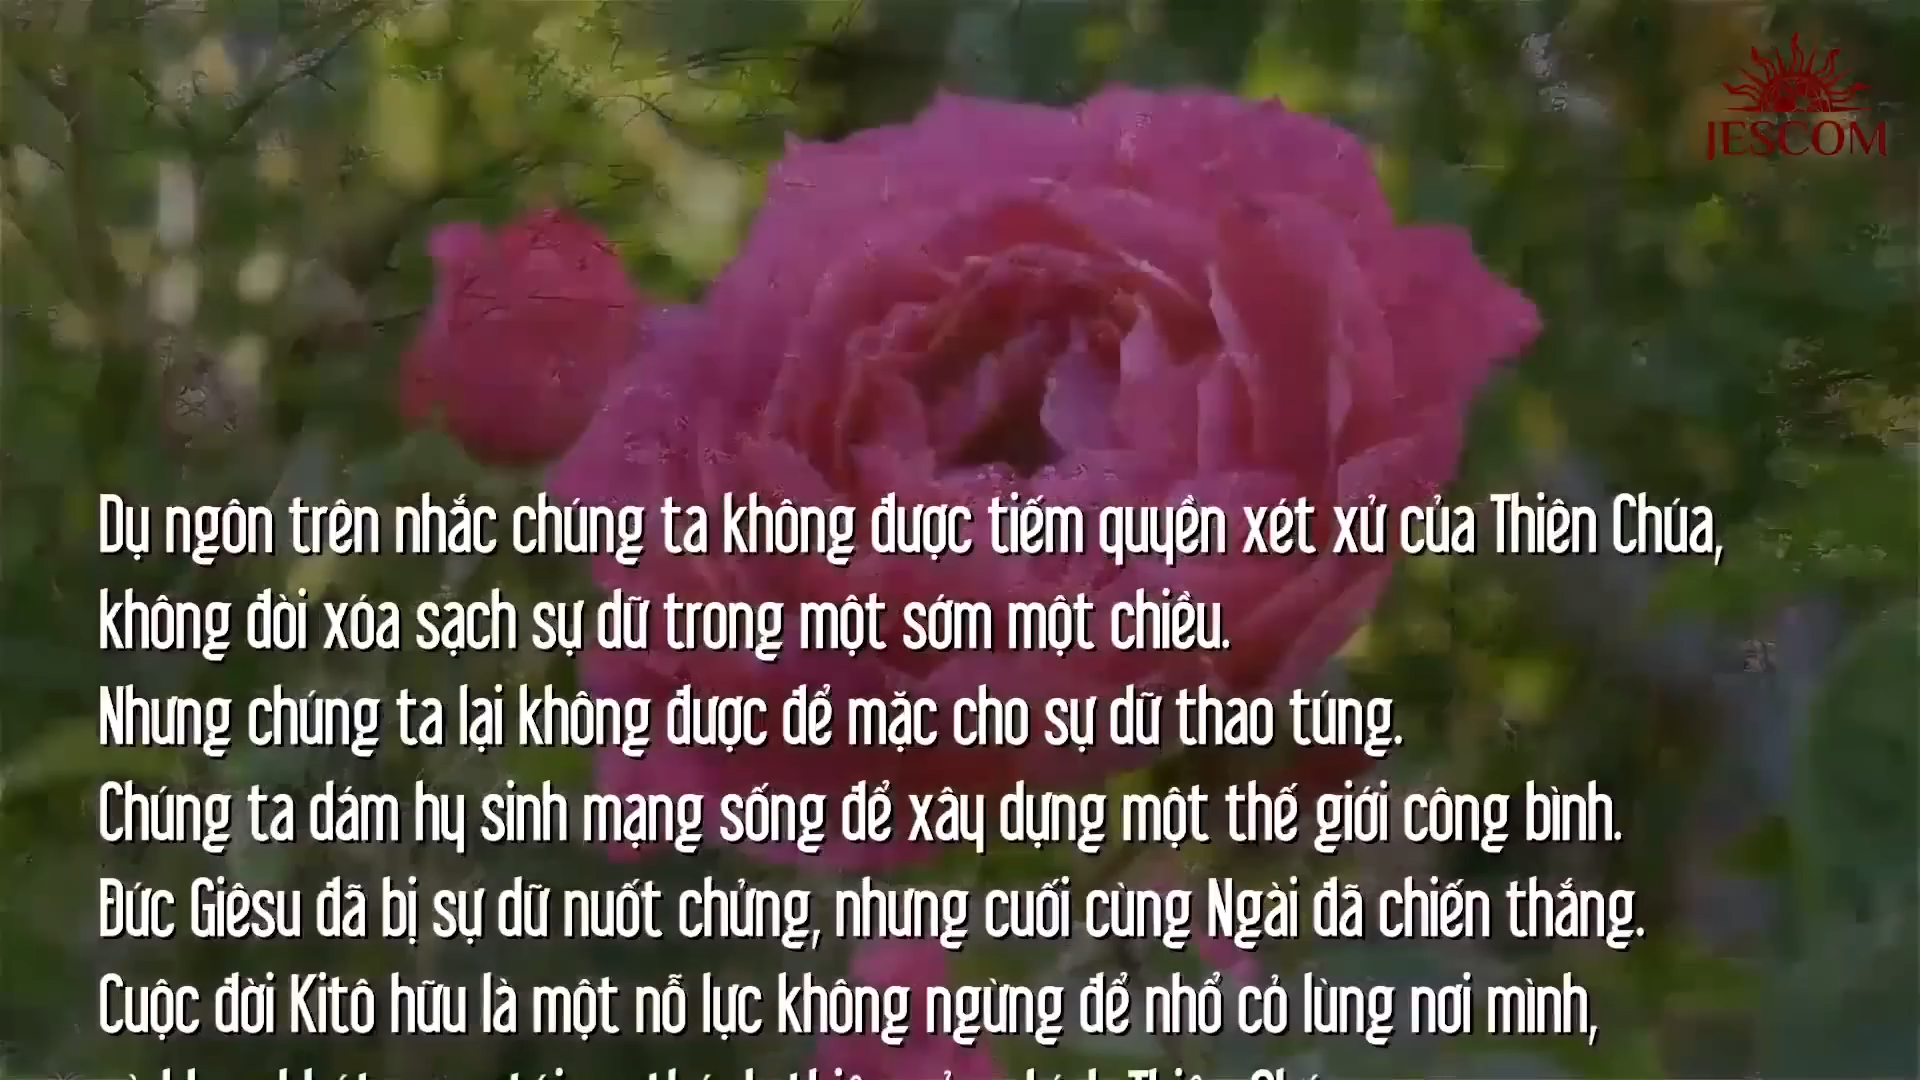 JESCOM
Dụ ngôn trên nhắc chúng ta không được tiếm quyền xét xử của Thiên Chúa,
không đòi xóa sạch sự dữ trong một sớm một chiều.
Nhưng chúng ta lại không được để mặc cho sự dữ thao túng.
Chúng ta dám hy sinh mạng sống để xây dựng một thế giới công bình.
Đức Giêsu đã bị sự dữ nuốt chửng, nhưng cuối cùng Ngài đã chiến thắng.
Cuộc đời Kitô hữu là một nỗ lực không ngừng để nhổ cỏ lùng nơi mình,